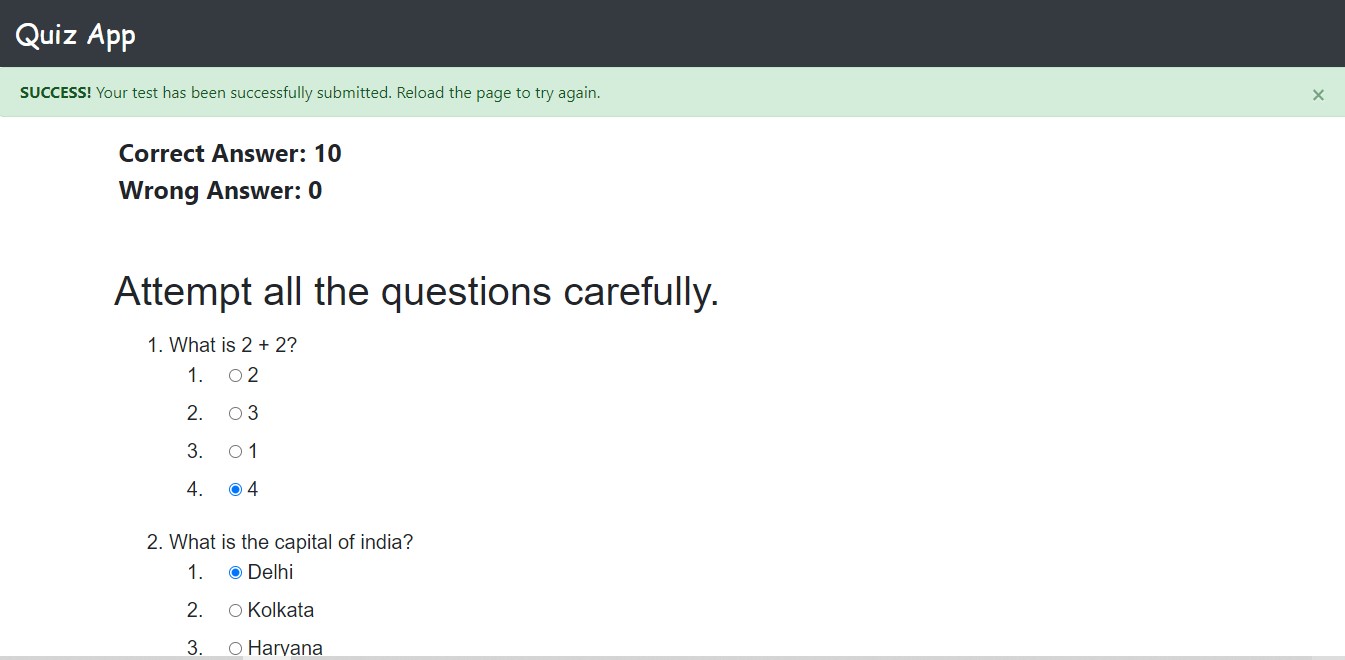 Quiz App
SUCCESS! Your test has been successfully submitted. Reload the page to try again. ×
Correct Answer: 10
Wrong Answer: 0
Attempt all the questions carefully.
1. What is 2 + 2?
1. 2
2. 3
3. 1
4. 4
2. What is the capital of india?
1. Delhi
2. Kolkata
3. Haryana